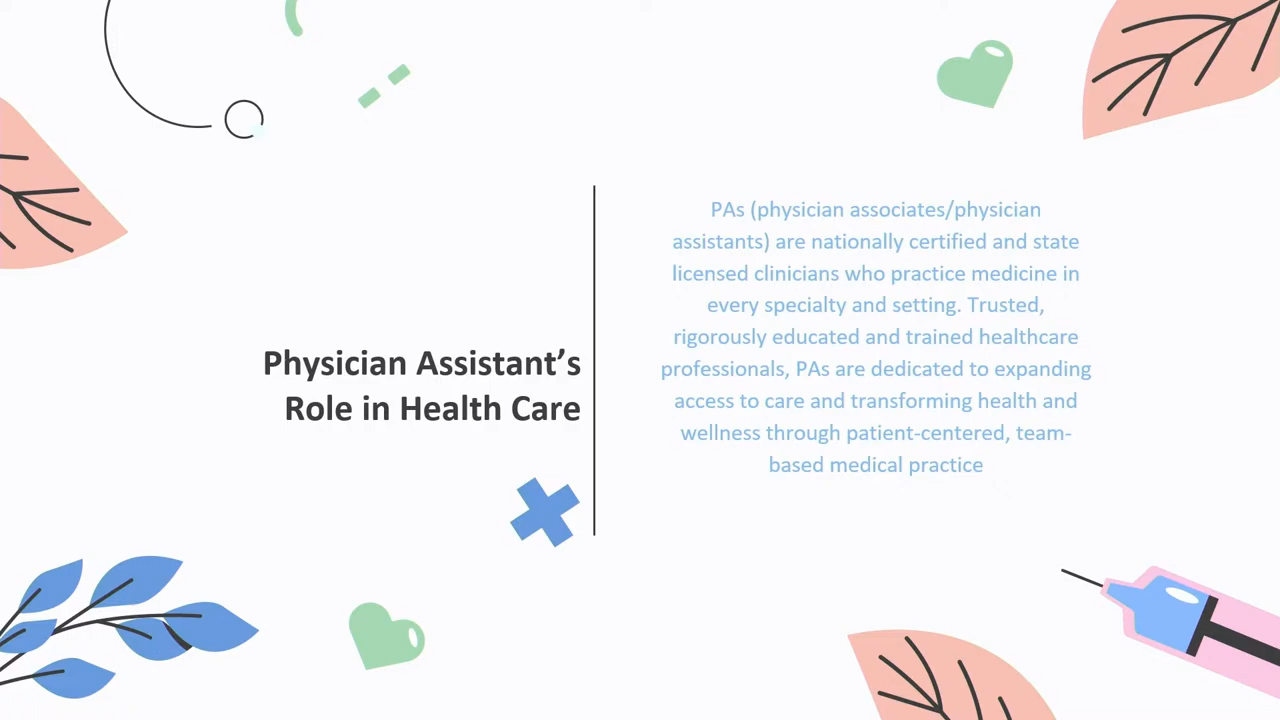 Physician Assistant’s
Role in Health Care
PAs (physician associates/physician
assistants) are nationally certified and state
licensed clinicians who practice medicine in
every specialty and setting. Trusted,
rigorously educated and trained healthcare
professionals, PAs are dedicated to expanding
access to care and transforming health and
wellness through patient-centered, team-
based medical practice